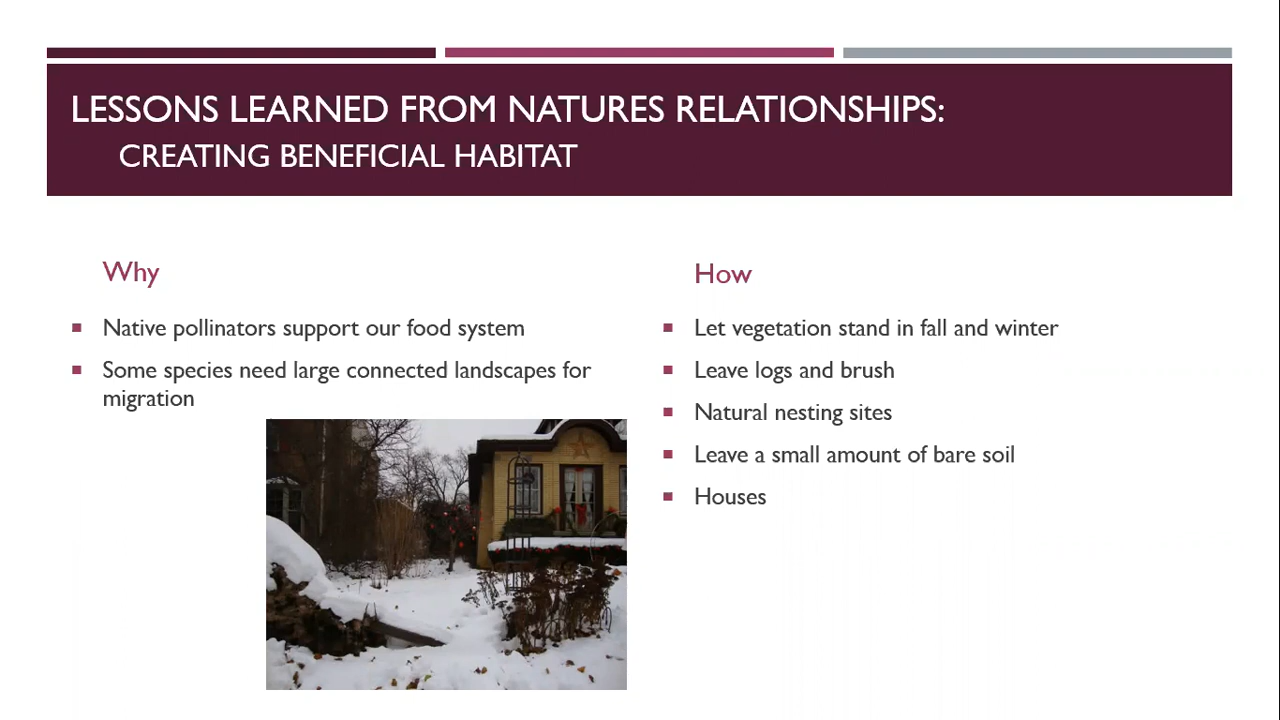 LESSONS LEARNED FROM NATURES RELATIONSHIPS:
CREATING BENEFICIAL HABITAT
Why
Native pollinators support our food system
Some species need large connected landscapes for
migration
How
Let vegetation stand in fall and winter
Leave logs and brush
Natural nesting sites
Leave a small amount of bare soil
Houses